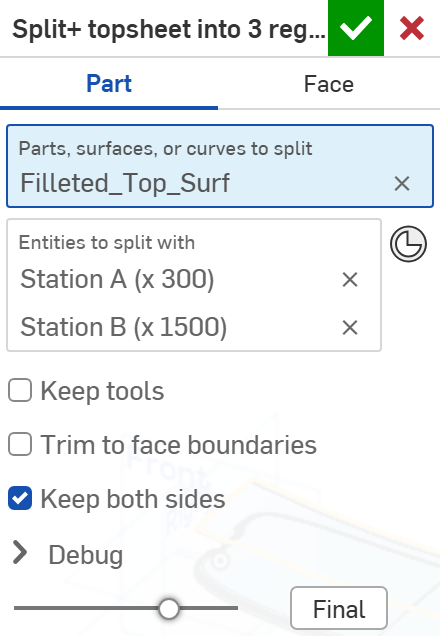 Split+ topsheet into 3 reg...
Part
Face
Parts, surfaces, or curves to split
Filleted_Top_Surf
Entities to split with
Station A (x 300)
Station B (x 1500)
Keep tools
Trim to face boundaries
Front
Keep both sides
Debug
Final